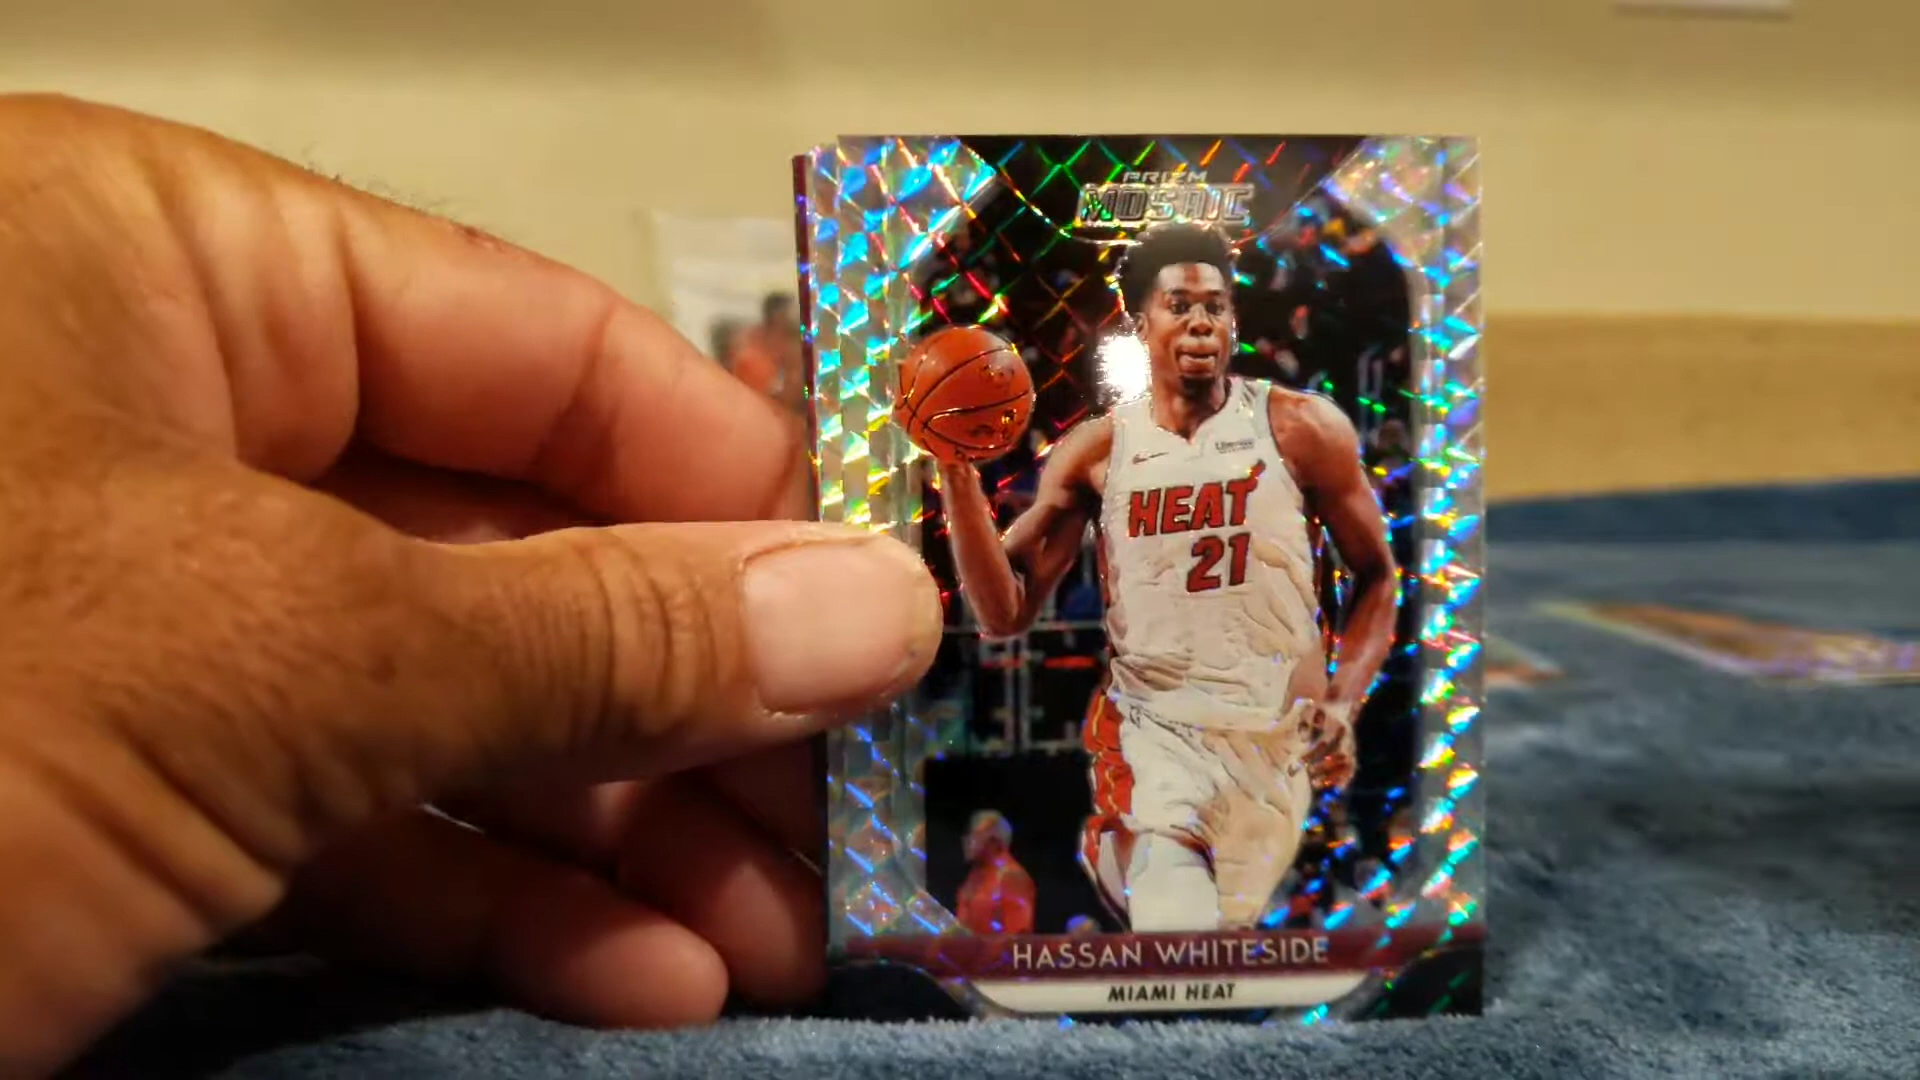 PRIZM
MOSAIC
HEAT
21
HASSAN WHITESIDE
MIAMI HEAT